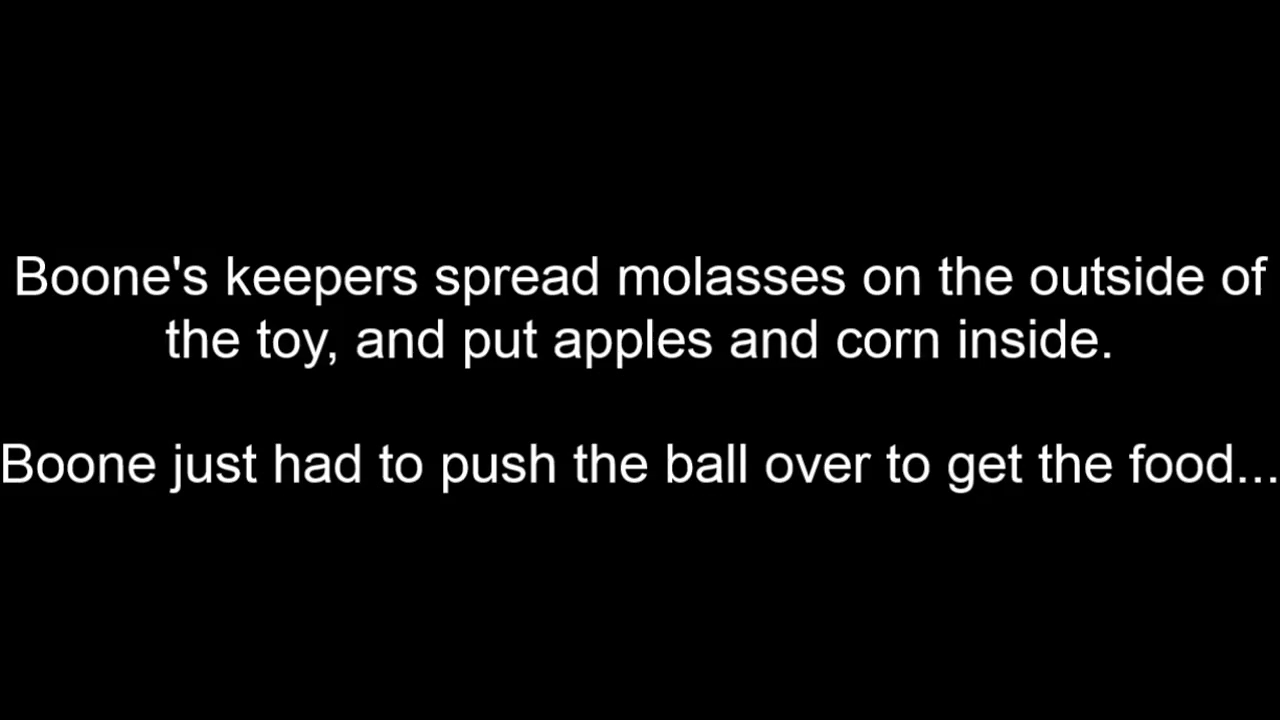 Boone's keepers spread molasses on the outside of
the toy, and put apples and corn inside.
Boone just had to push the ball over to get the food...